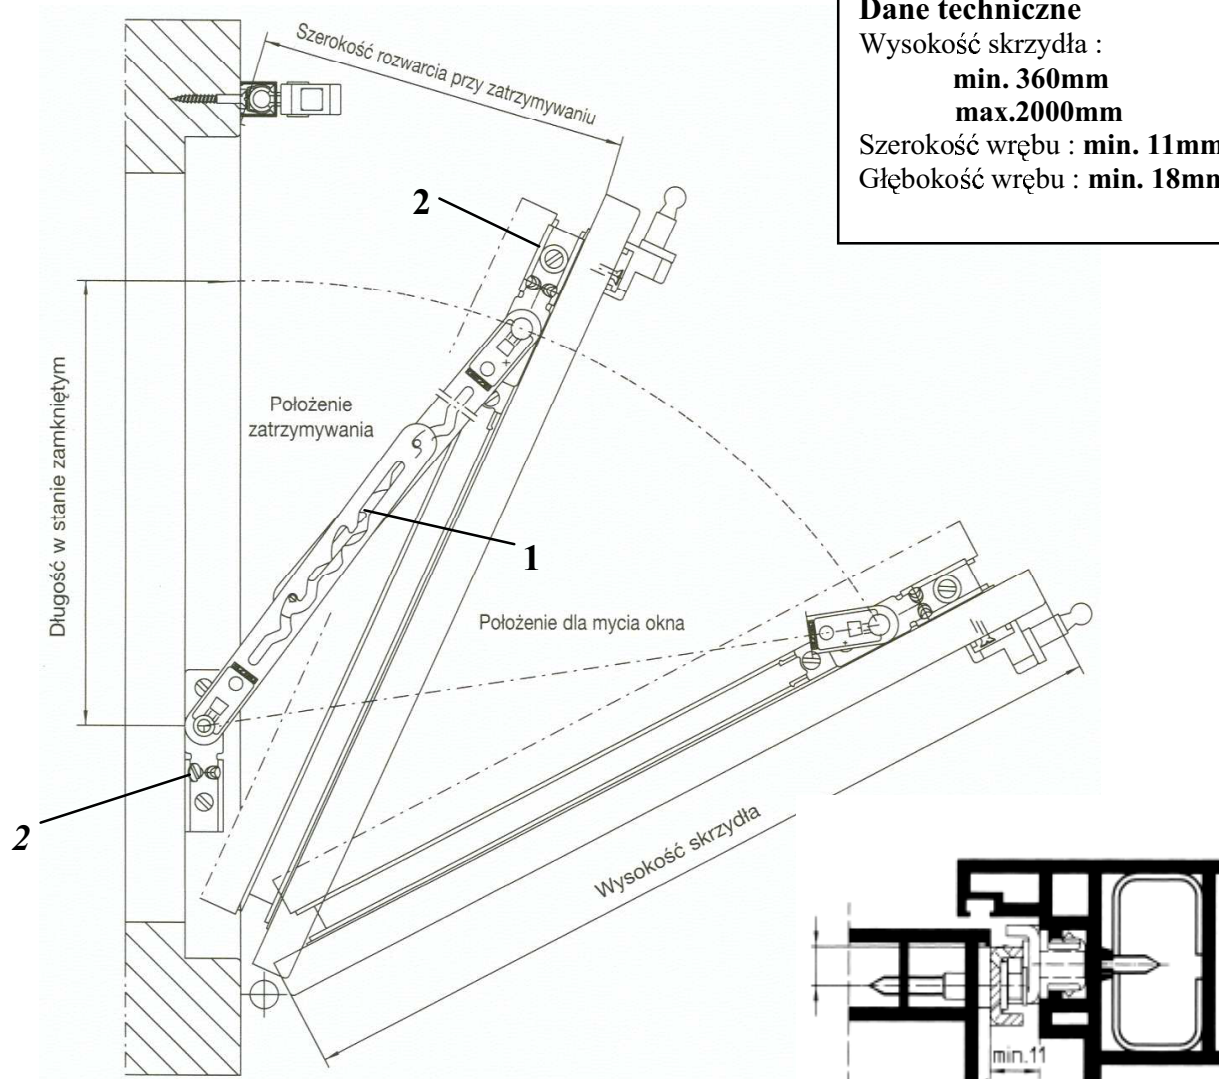 Dane techniczne
Wysokość skrzydła :
min. 360mm
max.2000mm
Szerokość wrębu : min. 11mm
Głębokość wrębu : min. 18mm
Szerokość rozwarcia przy zatrzymywaniu
2
Długość w stanie zamkniętym
Położenie
zatrzymywania
1
Położenie dla mycia okna
2
Wysokość skrzydła
min.11